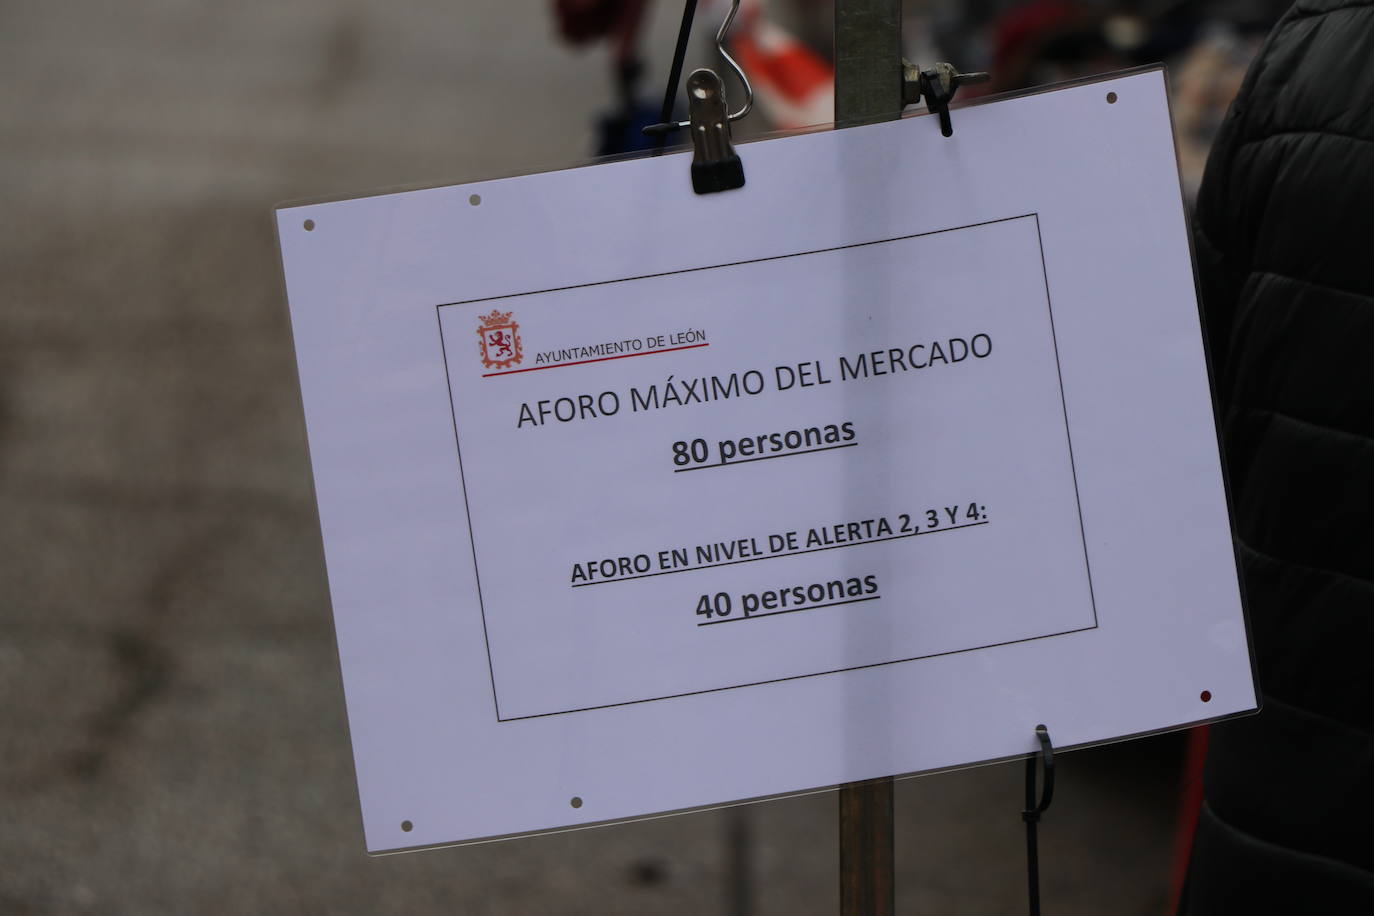 AYUNTAMIENTO DE LEÓN
AFORO MÁXIMO DEL MERCADO
80 personas
AFORO EN NIVEL DE ALERTA 2, 3 Y 4:
40 personas